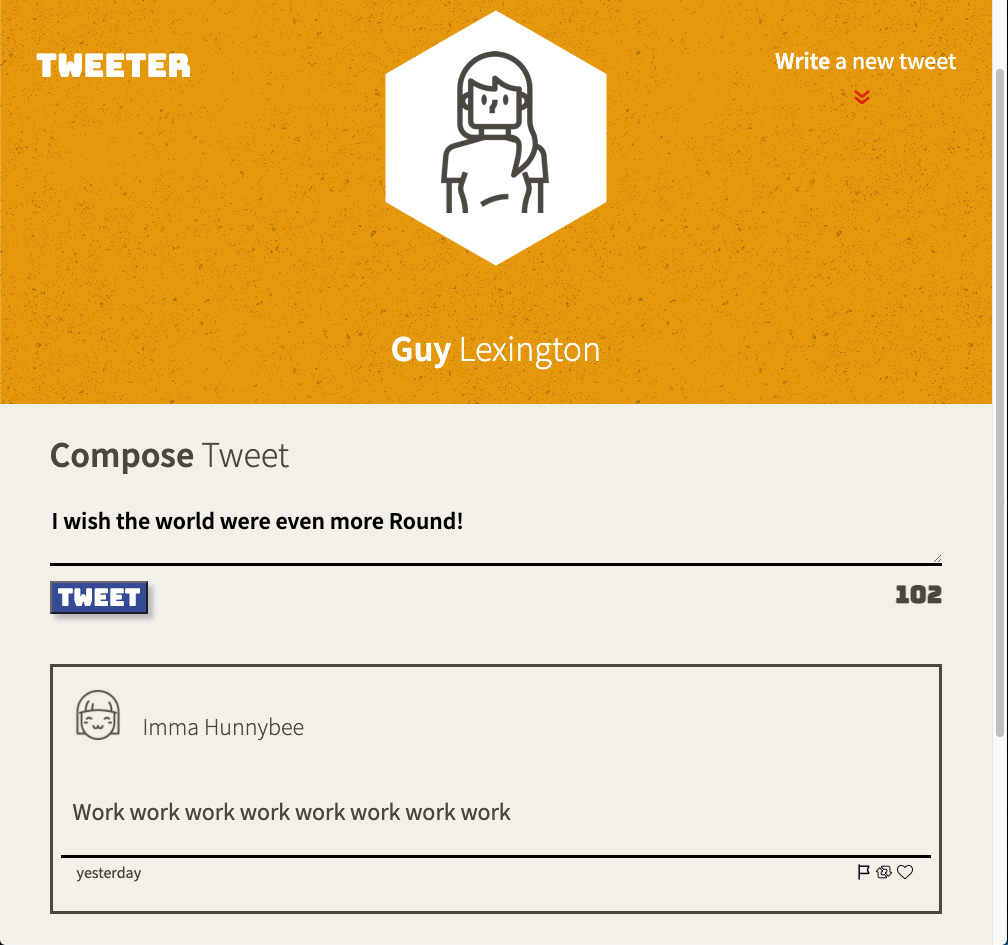 TWEETER
Write a new tweet
Guy Lexington
Compose Tweet
I wish the world were even more Round!
TWEET
102
Imma Hunnybee
Work work work work work work work work
yesterday